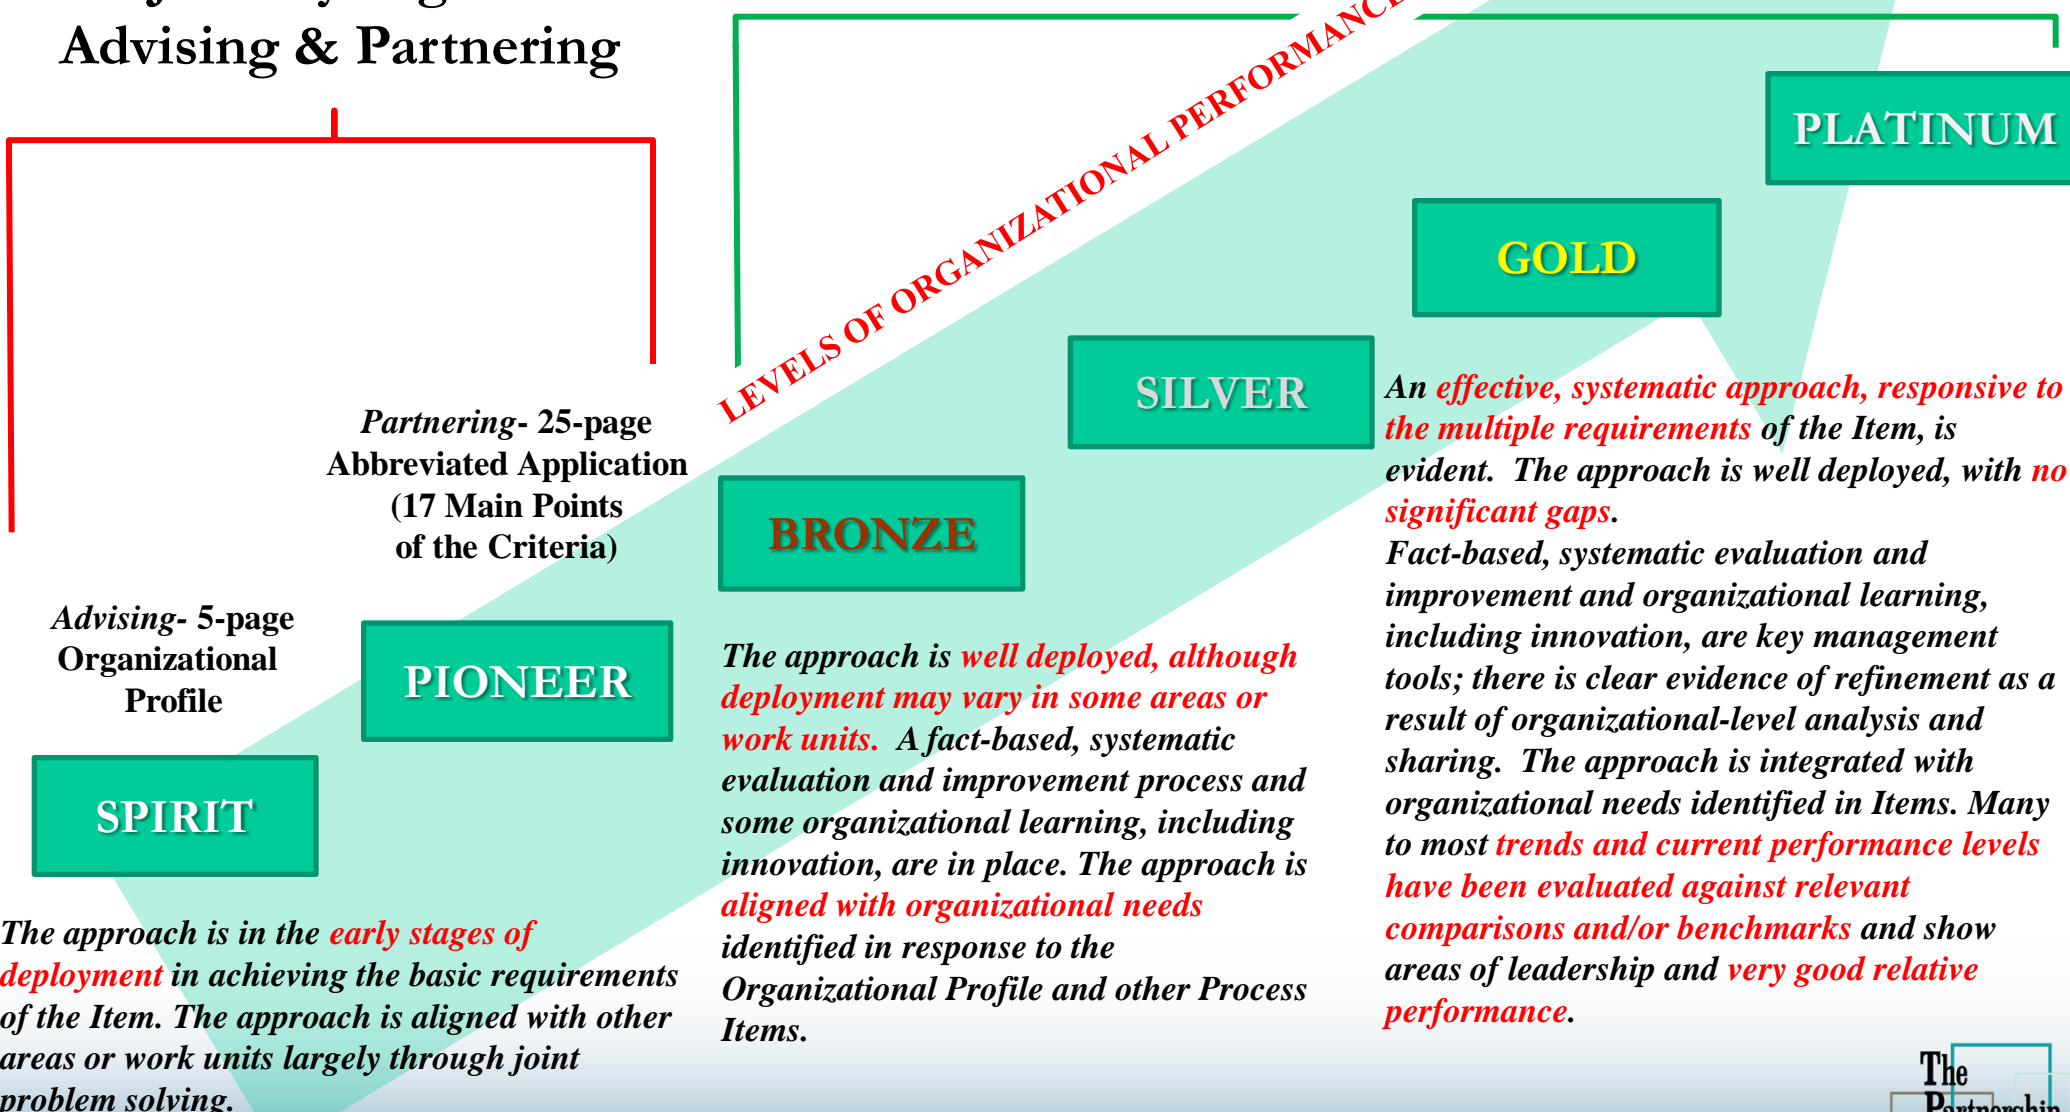 Advising & Partnering
LEVELS OF ORGANIZATIONAL PERFORMANCE
PLATINUM
GOLD
SILVER
BRONZE
PIONEER
SPIRIT
Partnering- 25-page
Abbreviated Application
(17 Main Points
of the Criteria)
Advising- 5-page
Organizational
Profile
The approach is in the early stages of
deployment in achieving the basic requirements
of the Item. The approach is aligned with other
areas or work units largely through joint
problem solving.
The approach is well deployed, although
deployment may vary in some areas or
work units.  A fact-based, systematic
evaluation and improvement process and
some organizational learning, including
innovation, are in place. The approach is
aligned with organizational needs
identified in response to the
Organizational Profile and other Process
Items.
An effective, systematic approach, responsive to
the multiple requirements of the Item, is
evident.  The approach is well deployed, with no
significant gaps.
Fact-based, systematic evaluation and
improvement and organizational learning,
including innovation, are key management
tools; there is clear evidence of refinement as a
result of organizational-level analysis and
sharing.  The approach is integrated with
organizational needs identified in Items. Many
to most trends and current performance levels
have been evaluated against relevant
comparisons and/or benchmarks and show
areas of leadership and very good relative
performance.
The
Partnership